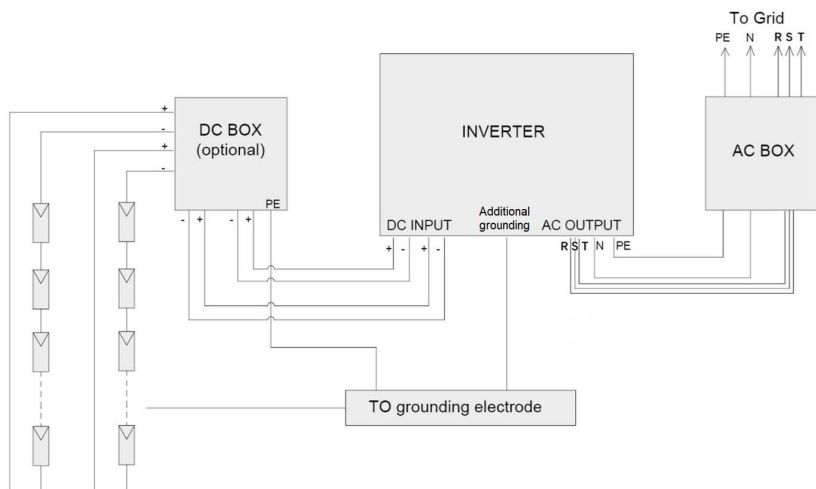 To Grid
PE N R S T
+
-
+
-
DC BOX
(optional)
PE
- + - +
INVERTER
DC INPUT
Additional
grounding
AC OUTPUT
+ - + -
R S T N PE
AC BOX
TO grounding electrode